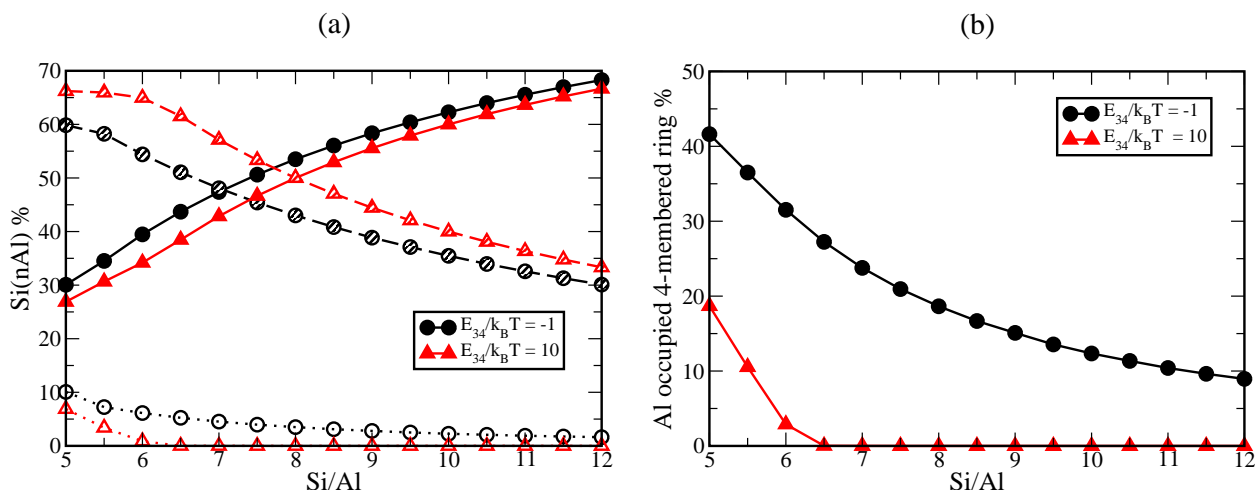 (a)
70
60
50
40
30
20
10
0
Si(nAl) %
E34/kBT = -1
E34/kBT = 10
5 6 7 8 9 10 11 12
Si/Al
(b)
50
40
30
20
10
0
Al occupied 4-membered ring %
E34/kBT = -1
E34/kBT = 10
5 6 7 8 9 10 11 12
Si/Al